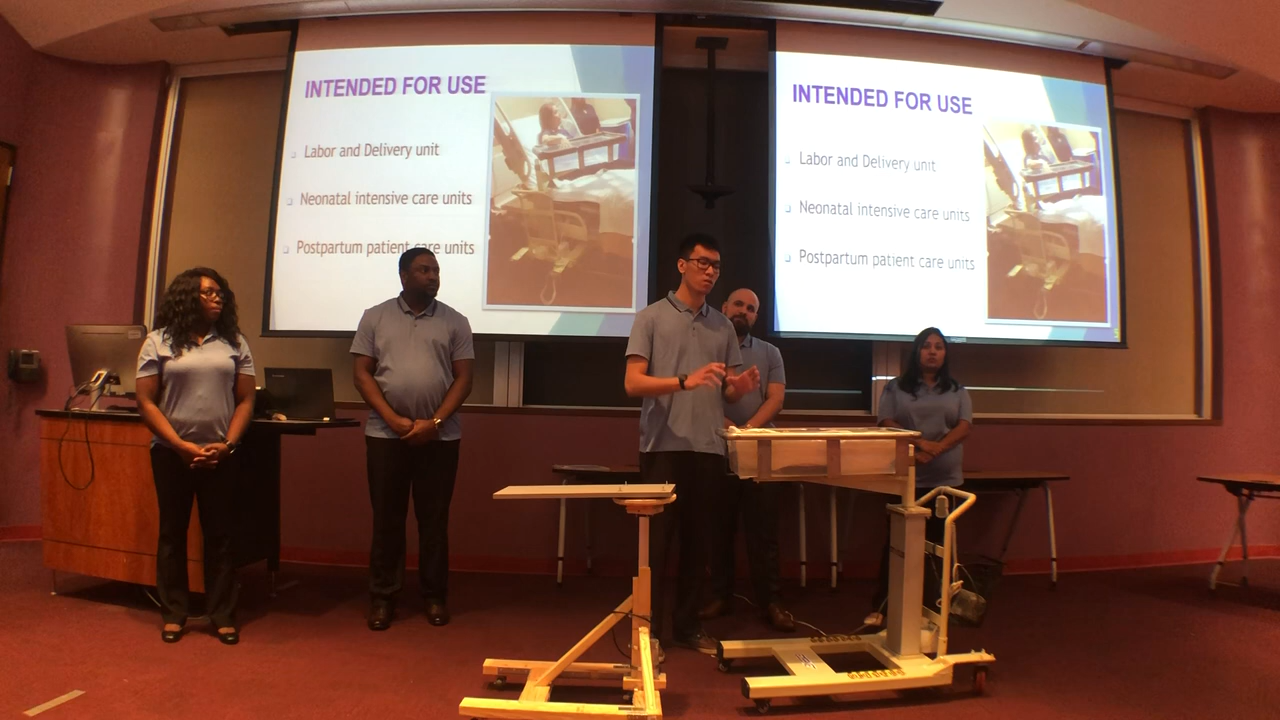 INTENDED FOR USE
Labor and Delivery unit
Neonatal intensive care units
Postpartum patient care units
INTENDED FOR USE
Labor and Delivery unit
Neonatal intensive care units
Postpartum patient care units